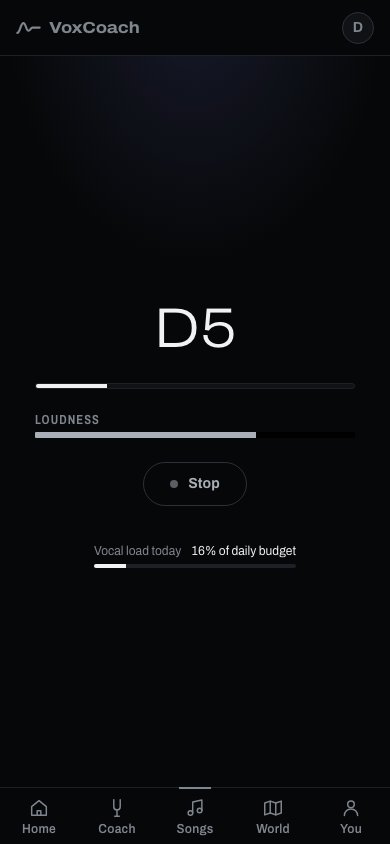 VoxCoach
D
D5
LOUDNESS
Stop
Vocal load today 16% of daily budget
Home Coach Songs World You